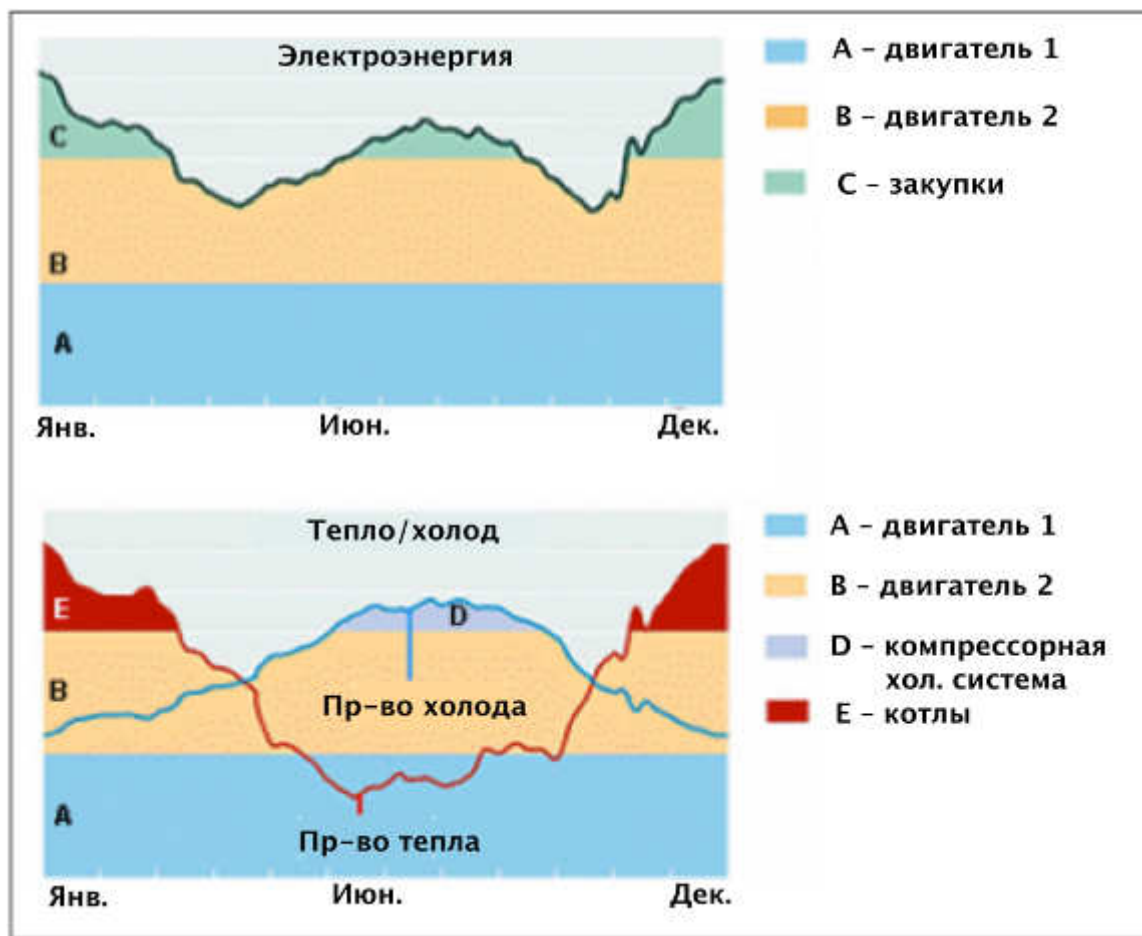 Электроэнергия
A – двигатель 1
B – двигатель 2
C – закупки
C
B
A
Янв.
Июн.
Дек.
Тепло/холод
A – двигатель 1
B – двигатель 2
D – компрессорная
хол. система
E – котлы
E
D
B
Пр-во холода
A
Пр-во тепла
Янв.
Июн.
Дек.